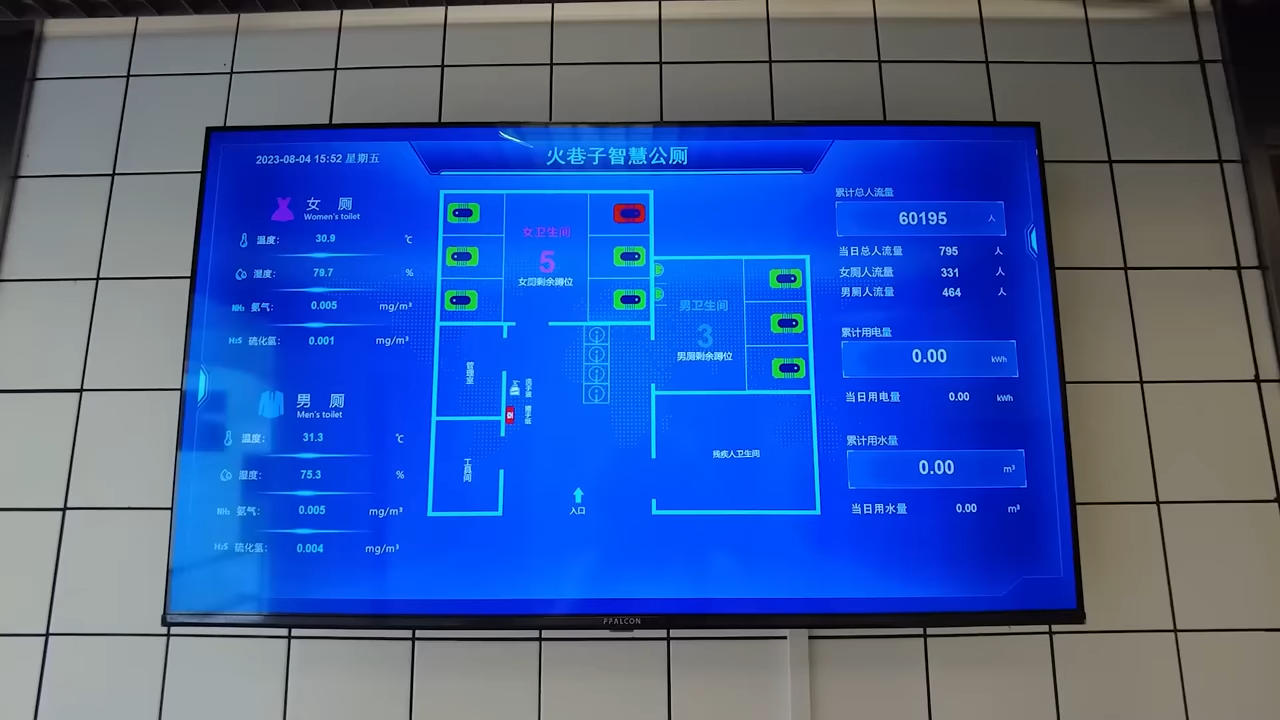 火巷子智慧公厕
2023-08-04 15:52 星期五
女 厕
Women's toilet
温度: 30.9 ℃
湿度: 79.7 %
NH₃ 氨气: 0.005 mg/m³
H₂S 硫化氢: 0.001 mg/m³
男 厕
Men's toilet
温度: 31.3 ℃
湿度: 75.3 %
NH₃ 氨气: 0.005 mg/m³
H₂S 硫化氢: 0.004 mg/m³
女卫生间
5
女厕剩余蹲位
男卫生间
3
男厕剩余蹲位
管理室
洗手液
擦手纸
工具间
残疾人卫生间
入口
累计总人流量
60195 人
当日总人流量 795 人
女厕人流量 331 人
男厕人流量 464 人
累计用电量
0.00 kWh
当日用电量 0.00 kWh
累计用水量
0.00 m³
当日用水量 0.00 m³
FFALCON